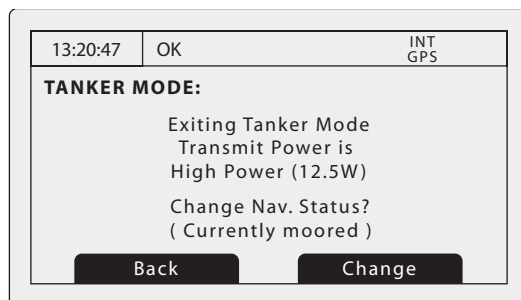 13:20:47 OK INT
GPS
TANKER MODE:
Exiting Tanker Mode
Transmit Power is
High Power (12.5W)
Change Nav. Status?
( Currently moored )
Back Change